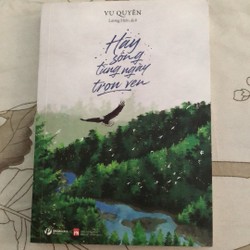 VU QUYÊN
Hãy
sống
từng ngày
trọn vẹn